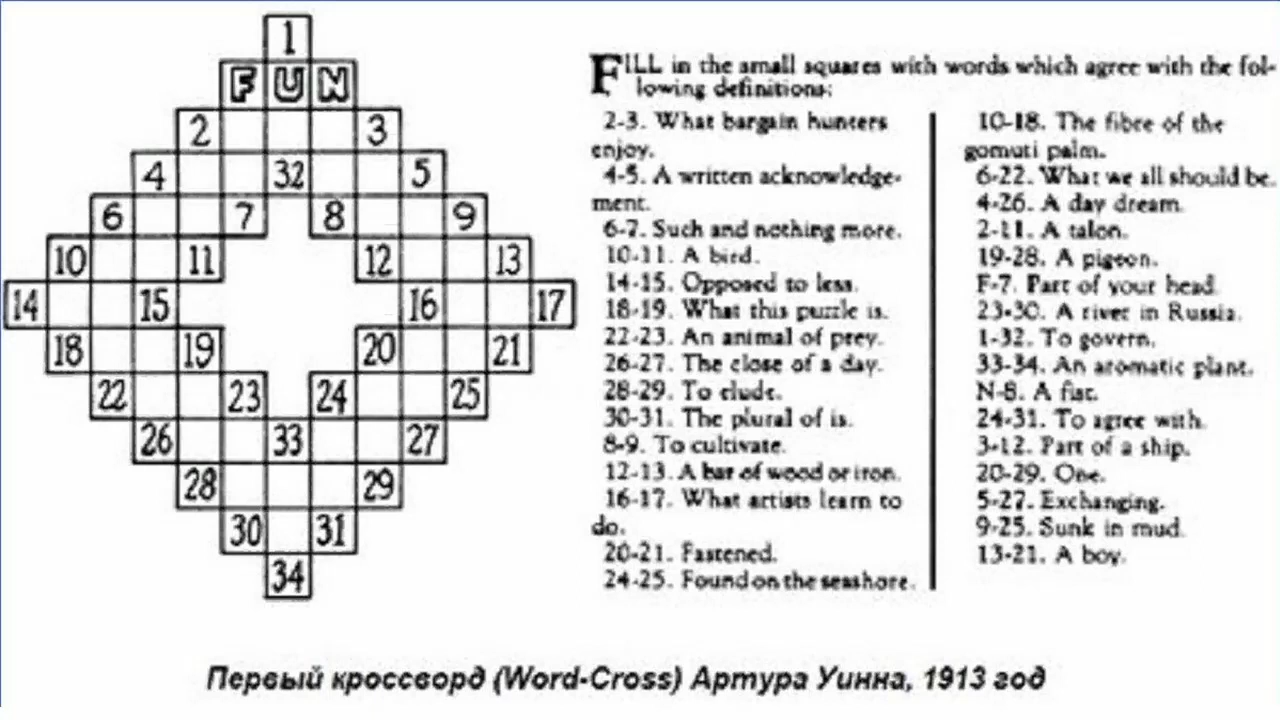 1
FUN
2 3
4 32 5
6 7 8 9
10 11 12 13
14 15 16 17
18 19 20 21
22 23 24 25
26 33 27
28 29
30 31
34
FILL in the small squares with words which agree with the fol-
lowing definitions:
2-3. What bargain hunters
enjoy.
4-5. A written acknowledge-
ment.
6-7. Such and nothing more.
10-11. A bird.
14-15. Opposed to less.
18-19. What this puzzle is.
22-23. An animal of prey.
26-27. The close of a day.
28-29. To elude.
30-31. The plural of is.
8-9. To cultivate.
12-13. A bar of wood or iron.
16-17. What artists learn to
do.
20-21. Fastened.
24-25. Found on the seashore.
10-18. The fibre of the
gomuti palm.
6-22. What we all should be.
4-26. A day dream.
2-11. A talon.
19-28. A pigeon.
F-7. Part of your head.
23-30. A river in Russia.
1-32. To govern.
33-34. An aromatic plant.
N-8. A fist.
24-31. To agree with.
3-12. Part of a ship.
20-29. One.
5-27. Exchanging.
9-25. Sunk in mud.
13-21. A boy.
Первый кроссворд (Word-Cross) Артура Уинна, 1913 год